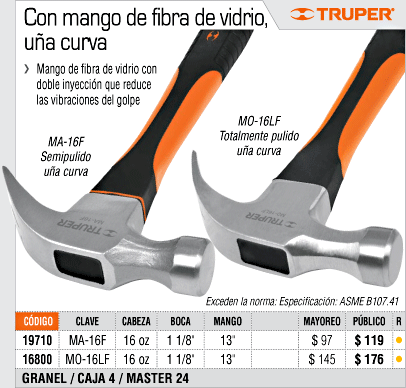 Con mango de fibra de vidrio,
uña curva
TRUPER®
❯ Mango de fibra de vidrio con
doble inyección que reduce
las vibraciones del golpe
MA-16F
Semipulido
uña curva
MO-16LF
Totalmente pulido
uña curva
TRUPER
MA-16F
TRUPER
MO-16LF
Exceden la norma: Especificación: ASME B107.41
CÓDIGO CLAVE CABEZA BOCA MANGO MAYOREO PÚBLICO R
19710 MA-16F 16 oz 1 1/8" 13" $ 97 $ 119
16800 MO-16LF 16 oz 1 1/8" 13" $ 145 $ 176
GRANEL / CAJA 4 / MASTER 24